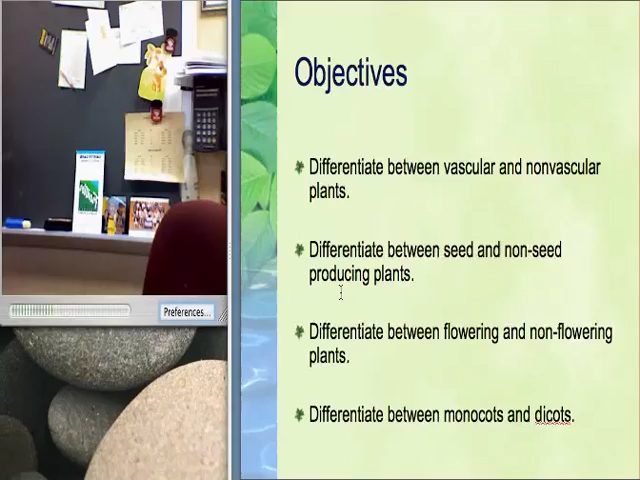 Objectives
Differentiate between vascular and nonvascular
plants.
Differentiate between seed and non-seed
producing plants.
Differentiate between flowering and non-flowering
plants.
Differentiate between monocots and dicots.
Preferences...